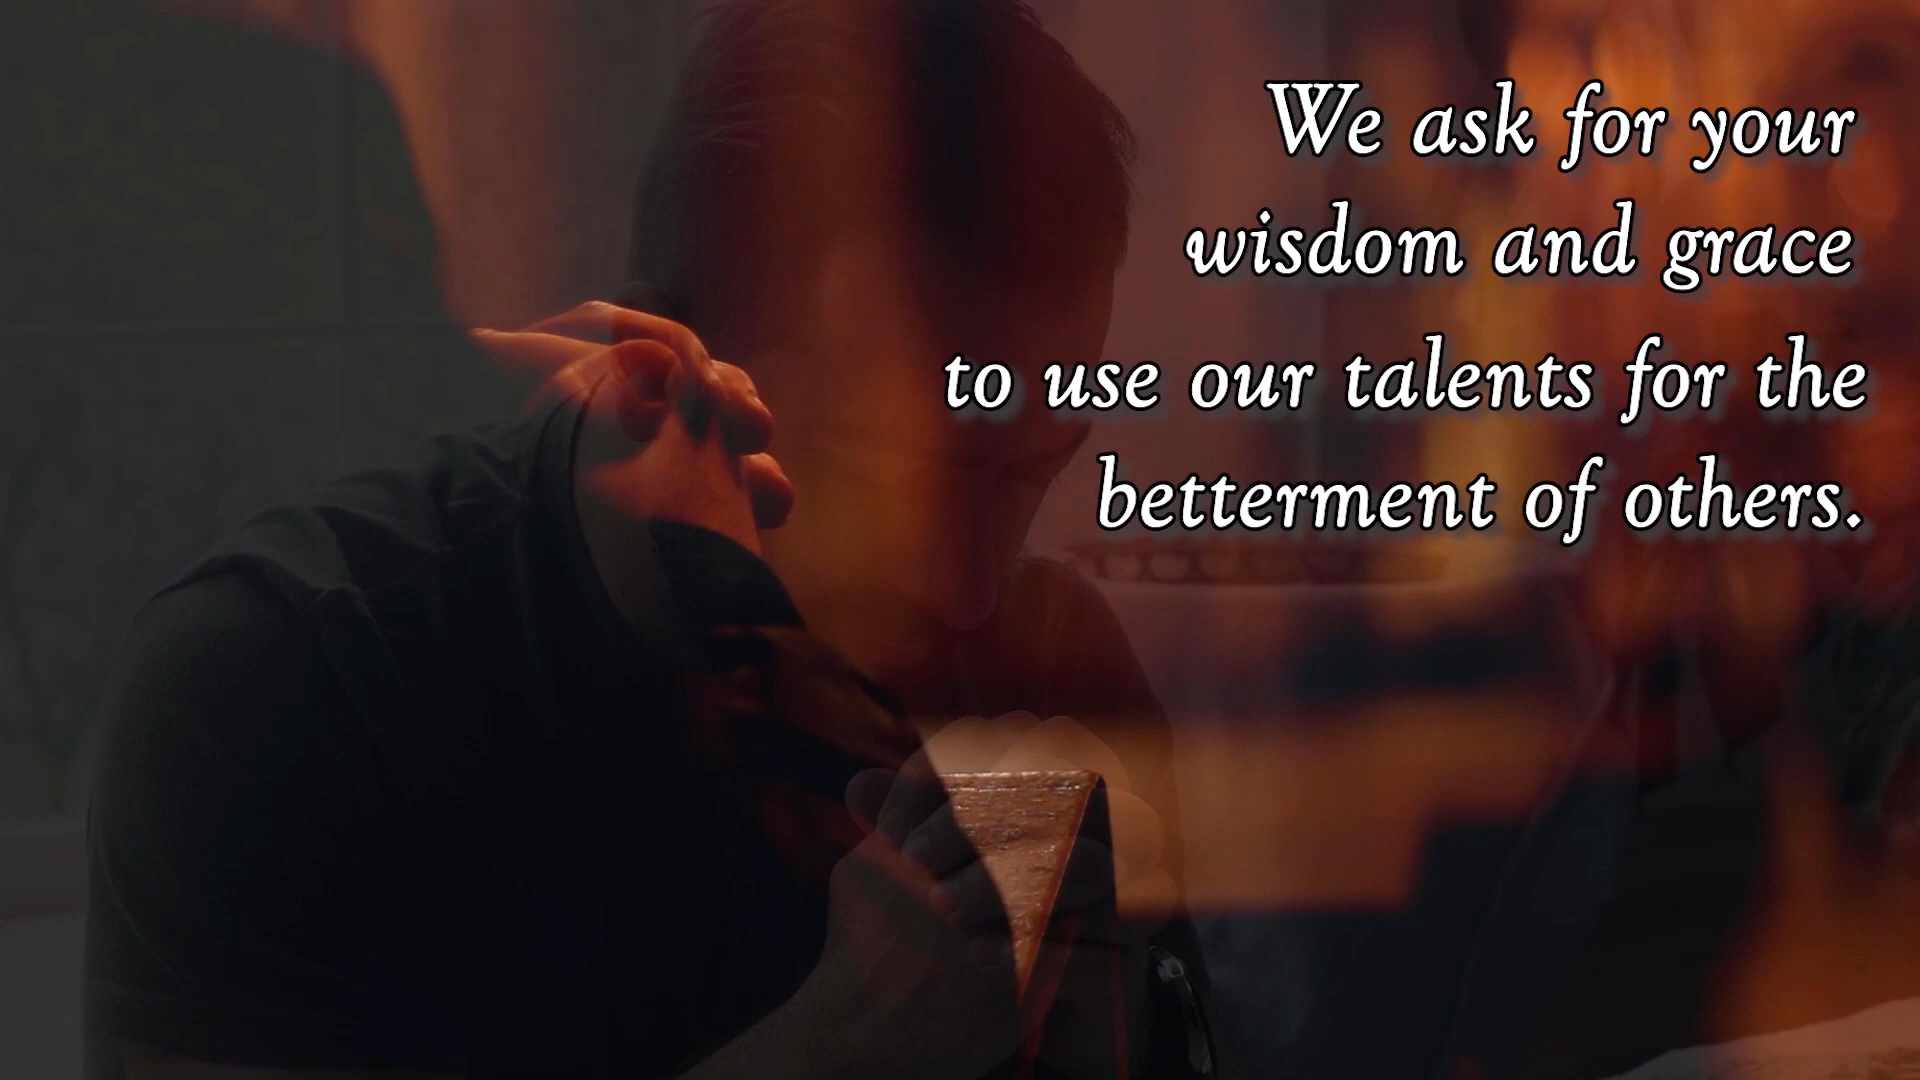 We ask for your
wisdom and grace
to use our talents for the
betterment of others.